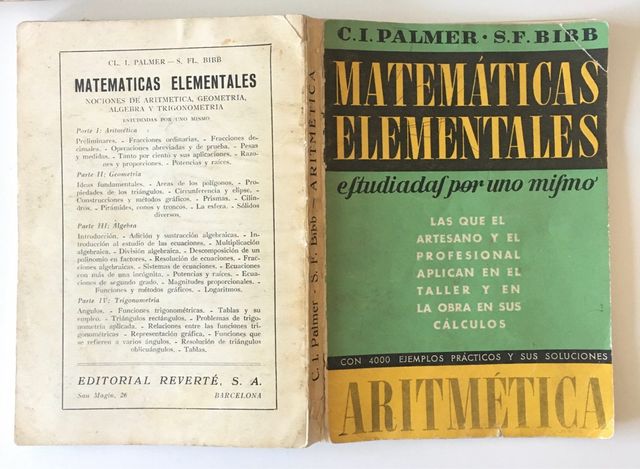 CL. I. PALMER — S. FL. BIBB
MATEMATICAS ELEMENTALES
NOCIONES DE ARITMETICA, GEOMETRIA,
ALGEBRA Y TRIGONOMETRIA
ESTUDIADAS POR UNO MISMO
Parte I: Aritmética
Preliminares. - Fracciones ordinarias. - Fracciones de-
cimales. - Operaciones abreviadas y de prueba. - Pesas
y medidas. - Tanto por ciento y sus aplicaciones. - Razo-
nes y proporciones. - Potencias y raíces.
Parte II: Geometría
Ideas fundamentales. - Areas de los polígonos. - Pro-
piedades de los triángulos. - Circunferencia y elipse. -
Construcciones y métodos gráficos. - Prismas. - Cilin-
dros. - Pirámides, conos y troncos. - La esfera. - Sólidos
diversos.
Parte III: Algebra
Introducción. - Adición y sustracción algebraicas. - In-
troducción al estudio de las ecuaciones. - Multiplicación
algebraica. - División algebraica. - Descomposición de un
polinomio en factores. - Resolución de ecuaciones. - Frac-
ciones algebraicas. - Sistemas de ecuaciones. - Ecuaciones
con más de una incógnita. - Potencias y raíces. - Ecua-
ciones de segundo grado. - Magnitudes proporcionales. -
Funciones y métodos gráficos. - Logaritmos.
Parte IV: Trigonometría
Angulos. - Funciones trigonométricas. - Tablas y su
empleo. - Triángulos rectángulos. - Problemas de trigo-
nometría aplicada. - Relaciones entre las funciones tri-
gonométricas. - Representación gráfica. - Funciones que
se refieren a varios ángulos. - Resolución de triángulos
oblicuángulos. - Tablas.
EDITORIAL REVERTÉ, S. A.
San Magín, 26 BARCELONA
C. I. Palmer - S. F. Bibb — ARITMÉTICA
C. I. PALMER · S. F. BIBB
MATEMÁTICAS
ELEMENTALES
estudiadas por uno mismo
LAS QUE EL
ARTESANO Y EL
PROFESIONAL
APLICAN EN EL
TALLER Y EN
LA OBRA EN SUS
CÁLCULOS
CON 4000 EJEMPLOS PRÁCTICOS Y SUS SOLUCIONES
ARITMÉTICA